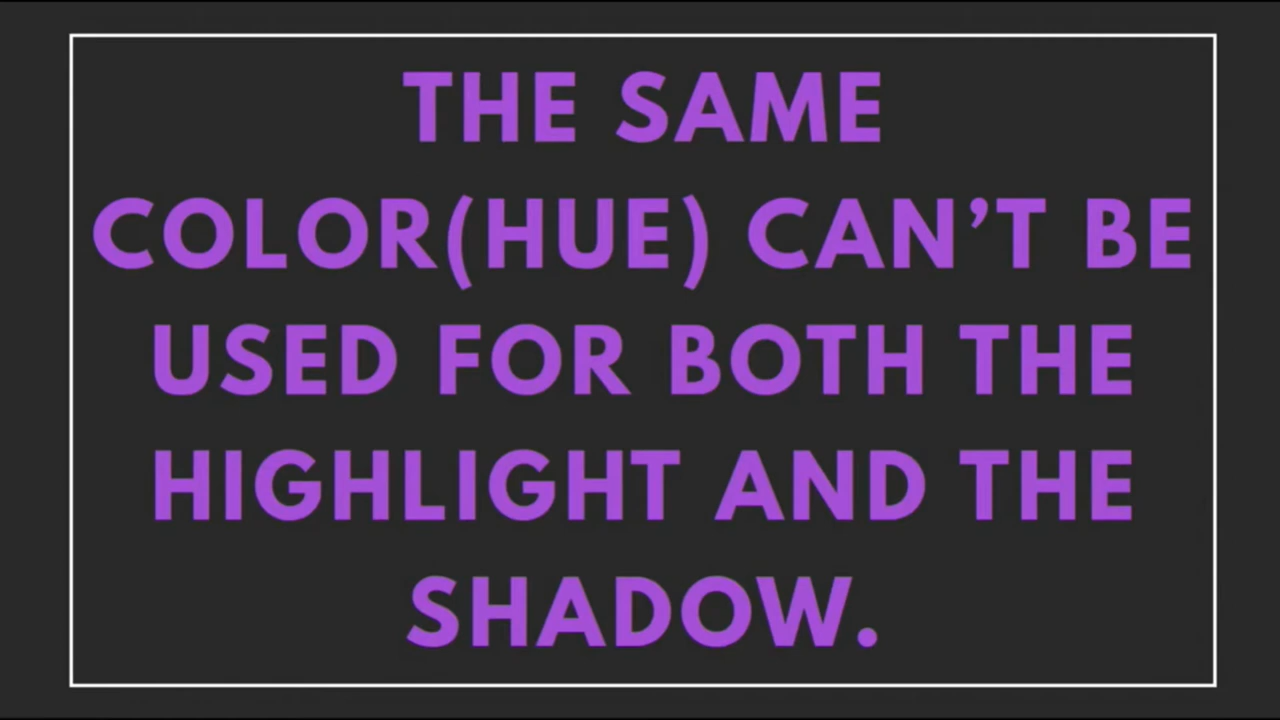 THE SAME
COLOR(HUE) CAN’T BE
USED FOR BOTH THE
HIGHLIGHT AND THE
SHADOW.